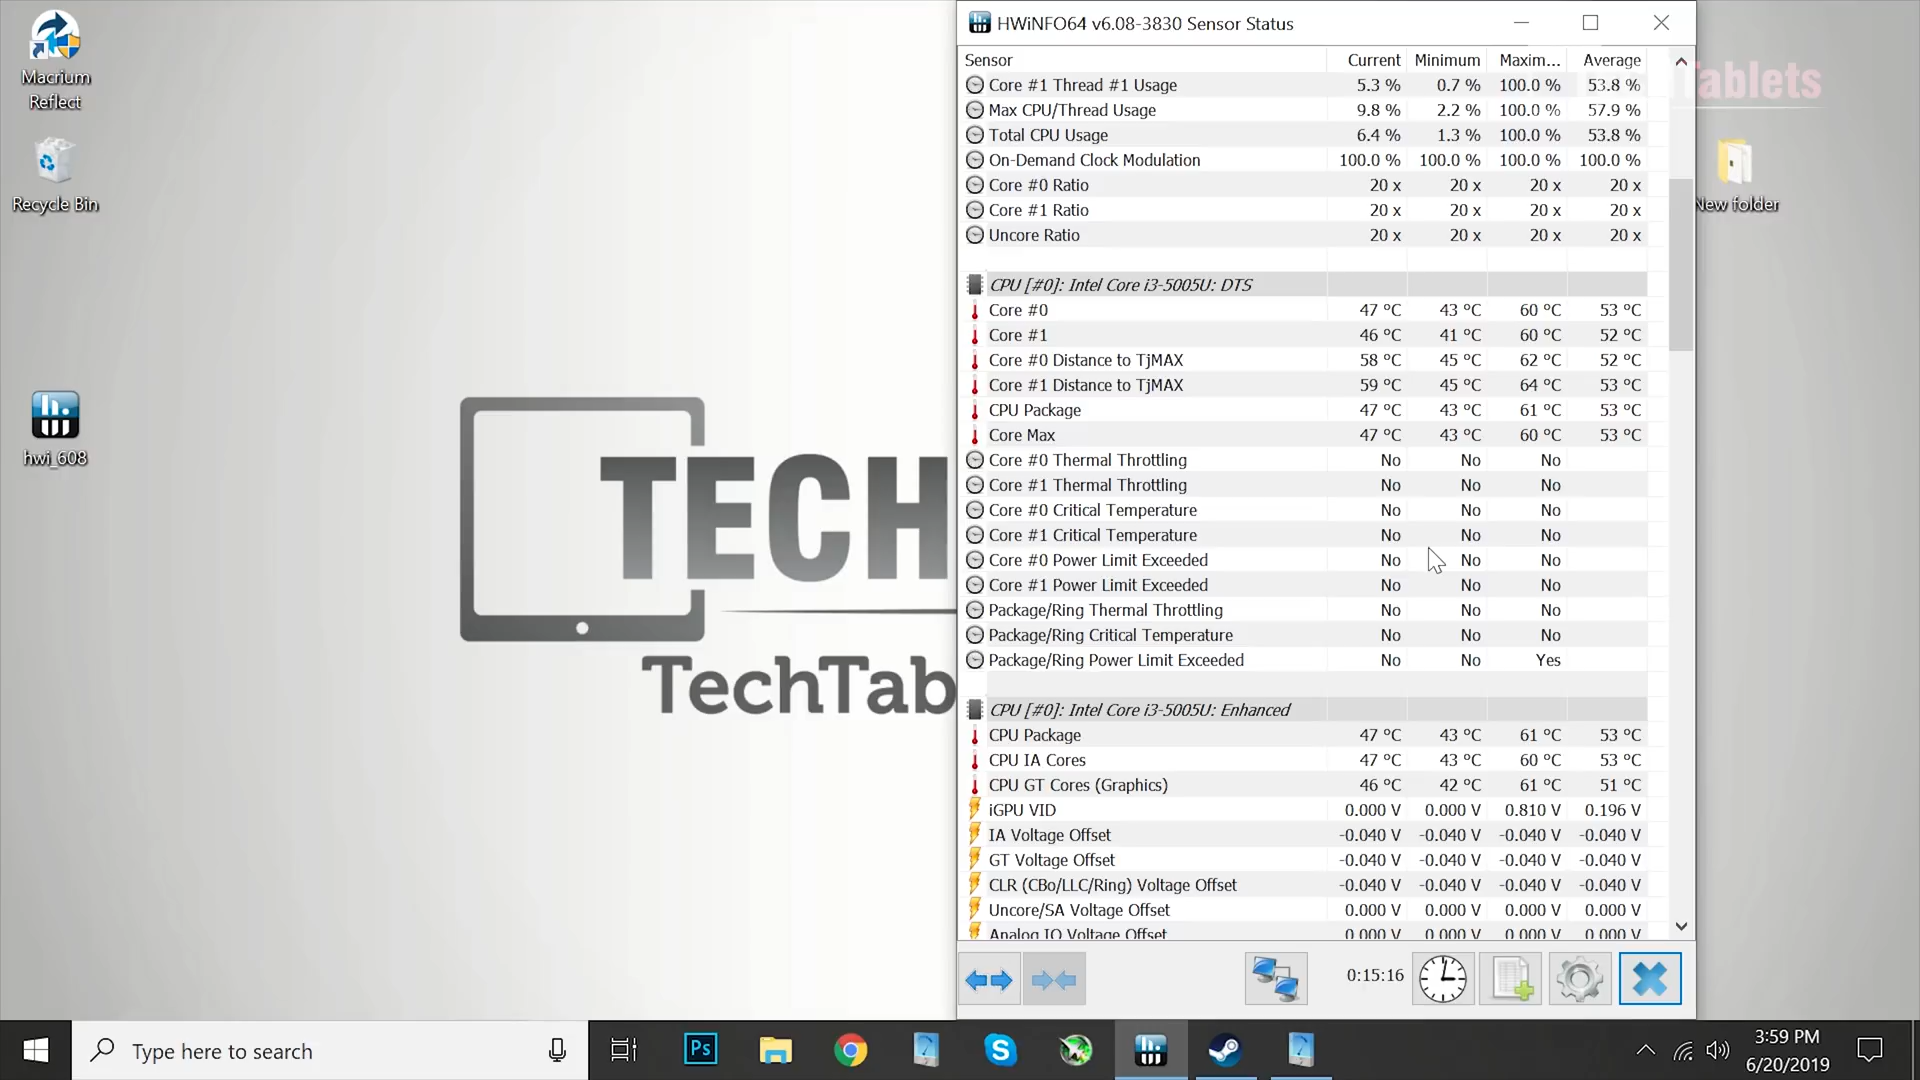 Macrium
Reflect
Recycle Bin
hwi_608
TECH
TechTab
Tablets
New folder
HWiNFO64 v6.08-3830 Sensor Status
Sensor Current Minimum Maxim... Average
Core #1 Thread #1 Usage 5.3 % 0.7 % 100.0 % 53.8 %
Max CPU/Thread Usage 9.8 % 2.2 % 100.0 % 57.9 %
Total CPU Usage 6.4 % 1.3 % 100.0 % 53.8 %
On-Demand Clock Modulation 100.0 % 100.0 % 100.0 % 100.0 %
Core #0 Ratio 20 x 20 x 20 x 20 x
Core #1 Ratio 20 x 20 x 20 x 20 x
Uncore Ratio 20 x 20 x 20 x 20 x
CPU [#0]: Intel Core i3-5005U: DTS
Core #0 47 °C 43 °C 60 °C 53 °C
Core #1 46 °C 41 °C 60 °C 52 °C
Core #0 Distance to TjMAX 58 °C 45 °C 62 °C 52 °C
Core #1 Distance to TjMAX 59 °C 45 °C 64 °C 53 °C
CPU Package 47 °C 43 °C 61 °C 53 °C
Core Max 47 °C 43 °C 60 °C 53 °C
Core #0 Thermal Throttling No No No
Core #1 Thermal Throttling No No No
Core #0 Critical Temperature No No No
Core #1 Critical Temperature No No No
Core #0 Power Limit Exceeded No No No
Core #1 Power Limit Exceeded No No No
Package/Ring Thermal Throttling No No No
Package/Ring Critical Temperature No No No
Package/Ring Power Limit Exceeded No No Yes
CPU [#0]: Intel Core i3-5005U: Enhanced
CPU Package 47 °C 43 °C 61 °C 53 °C
CPU IA Cores 47 °C 43 °C 60 °C 53 °C
CPU GT Cores (Graphics) 46 °C 42 °C 61 °C 51 °C
iGPU VID 0.000 V 0.000 V 0.810 V 0.196 V
IA Voltage Offset -0.040 V -0.040 V -0.040 V -0.040 V
GT Voltage Offset -0.040 V -0.040 V -0.040 V -0.040 V
CLR (CBo/LLC/Ring) Voltage Offset -0.040 V -0.040 V -0.040 V -0.040 V
Uncore/SA Voltage Offset 0.000 V 0.000 V 0.000 V 0.000 V
Analog IO Voltage Offset 0.000 V 0.000 V 0.000 V 0.000 V
0:15:16
Type here to search
Ps
3:59 PM
6/20/2019